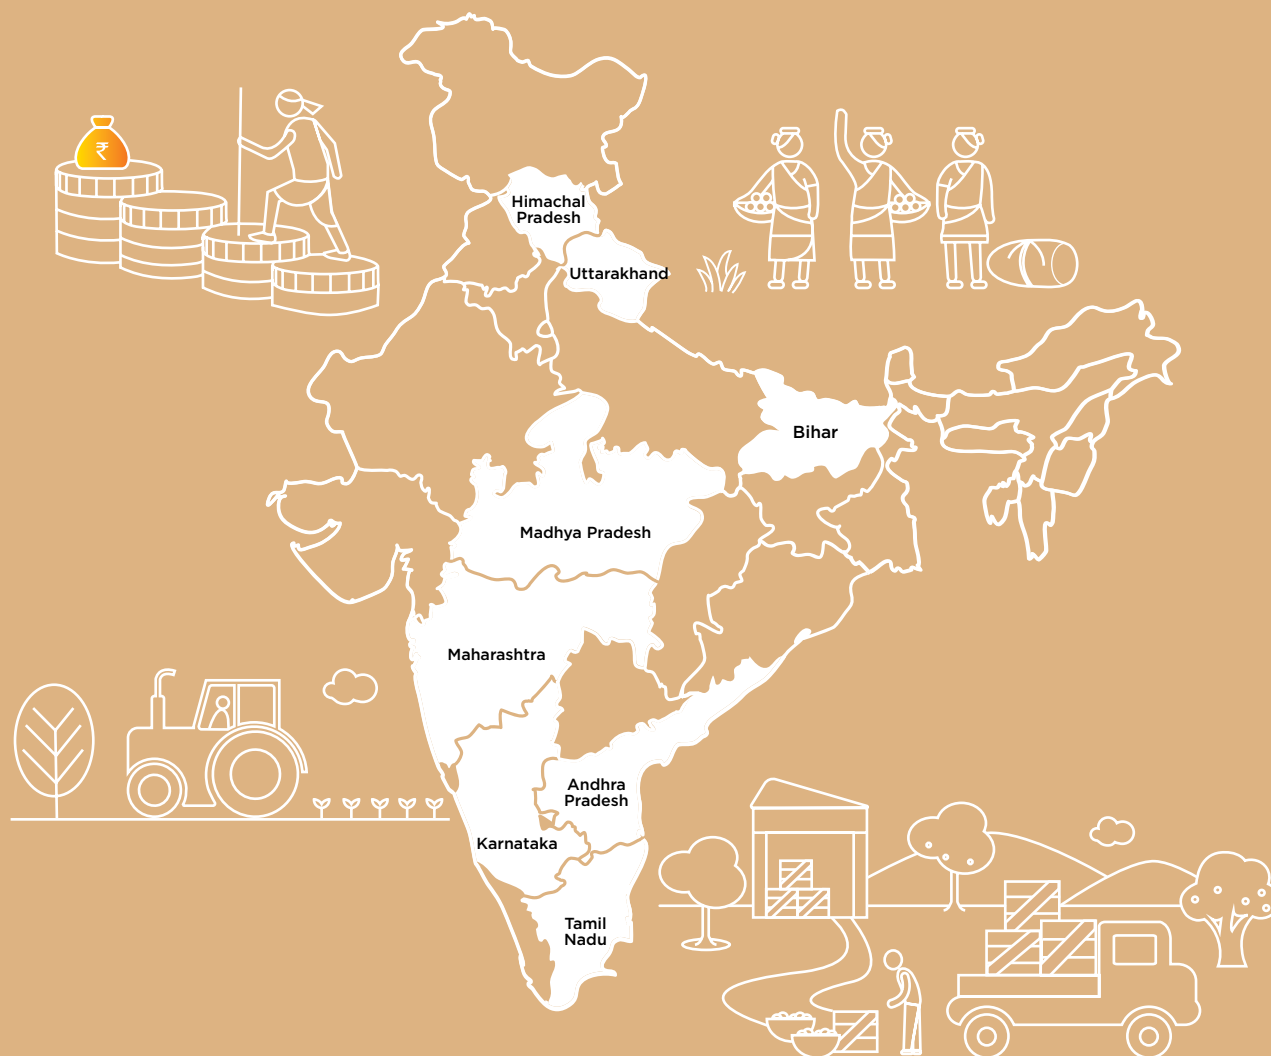 ₹
Himachal
Pradesh
Uttarakhand
Bihar
Madhya Pradesh
Maharashtra
Andhra
Pradesh
Karnataka
Tamil
Nadu